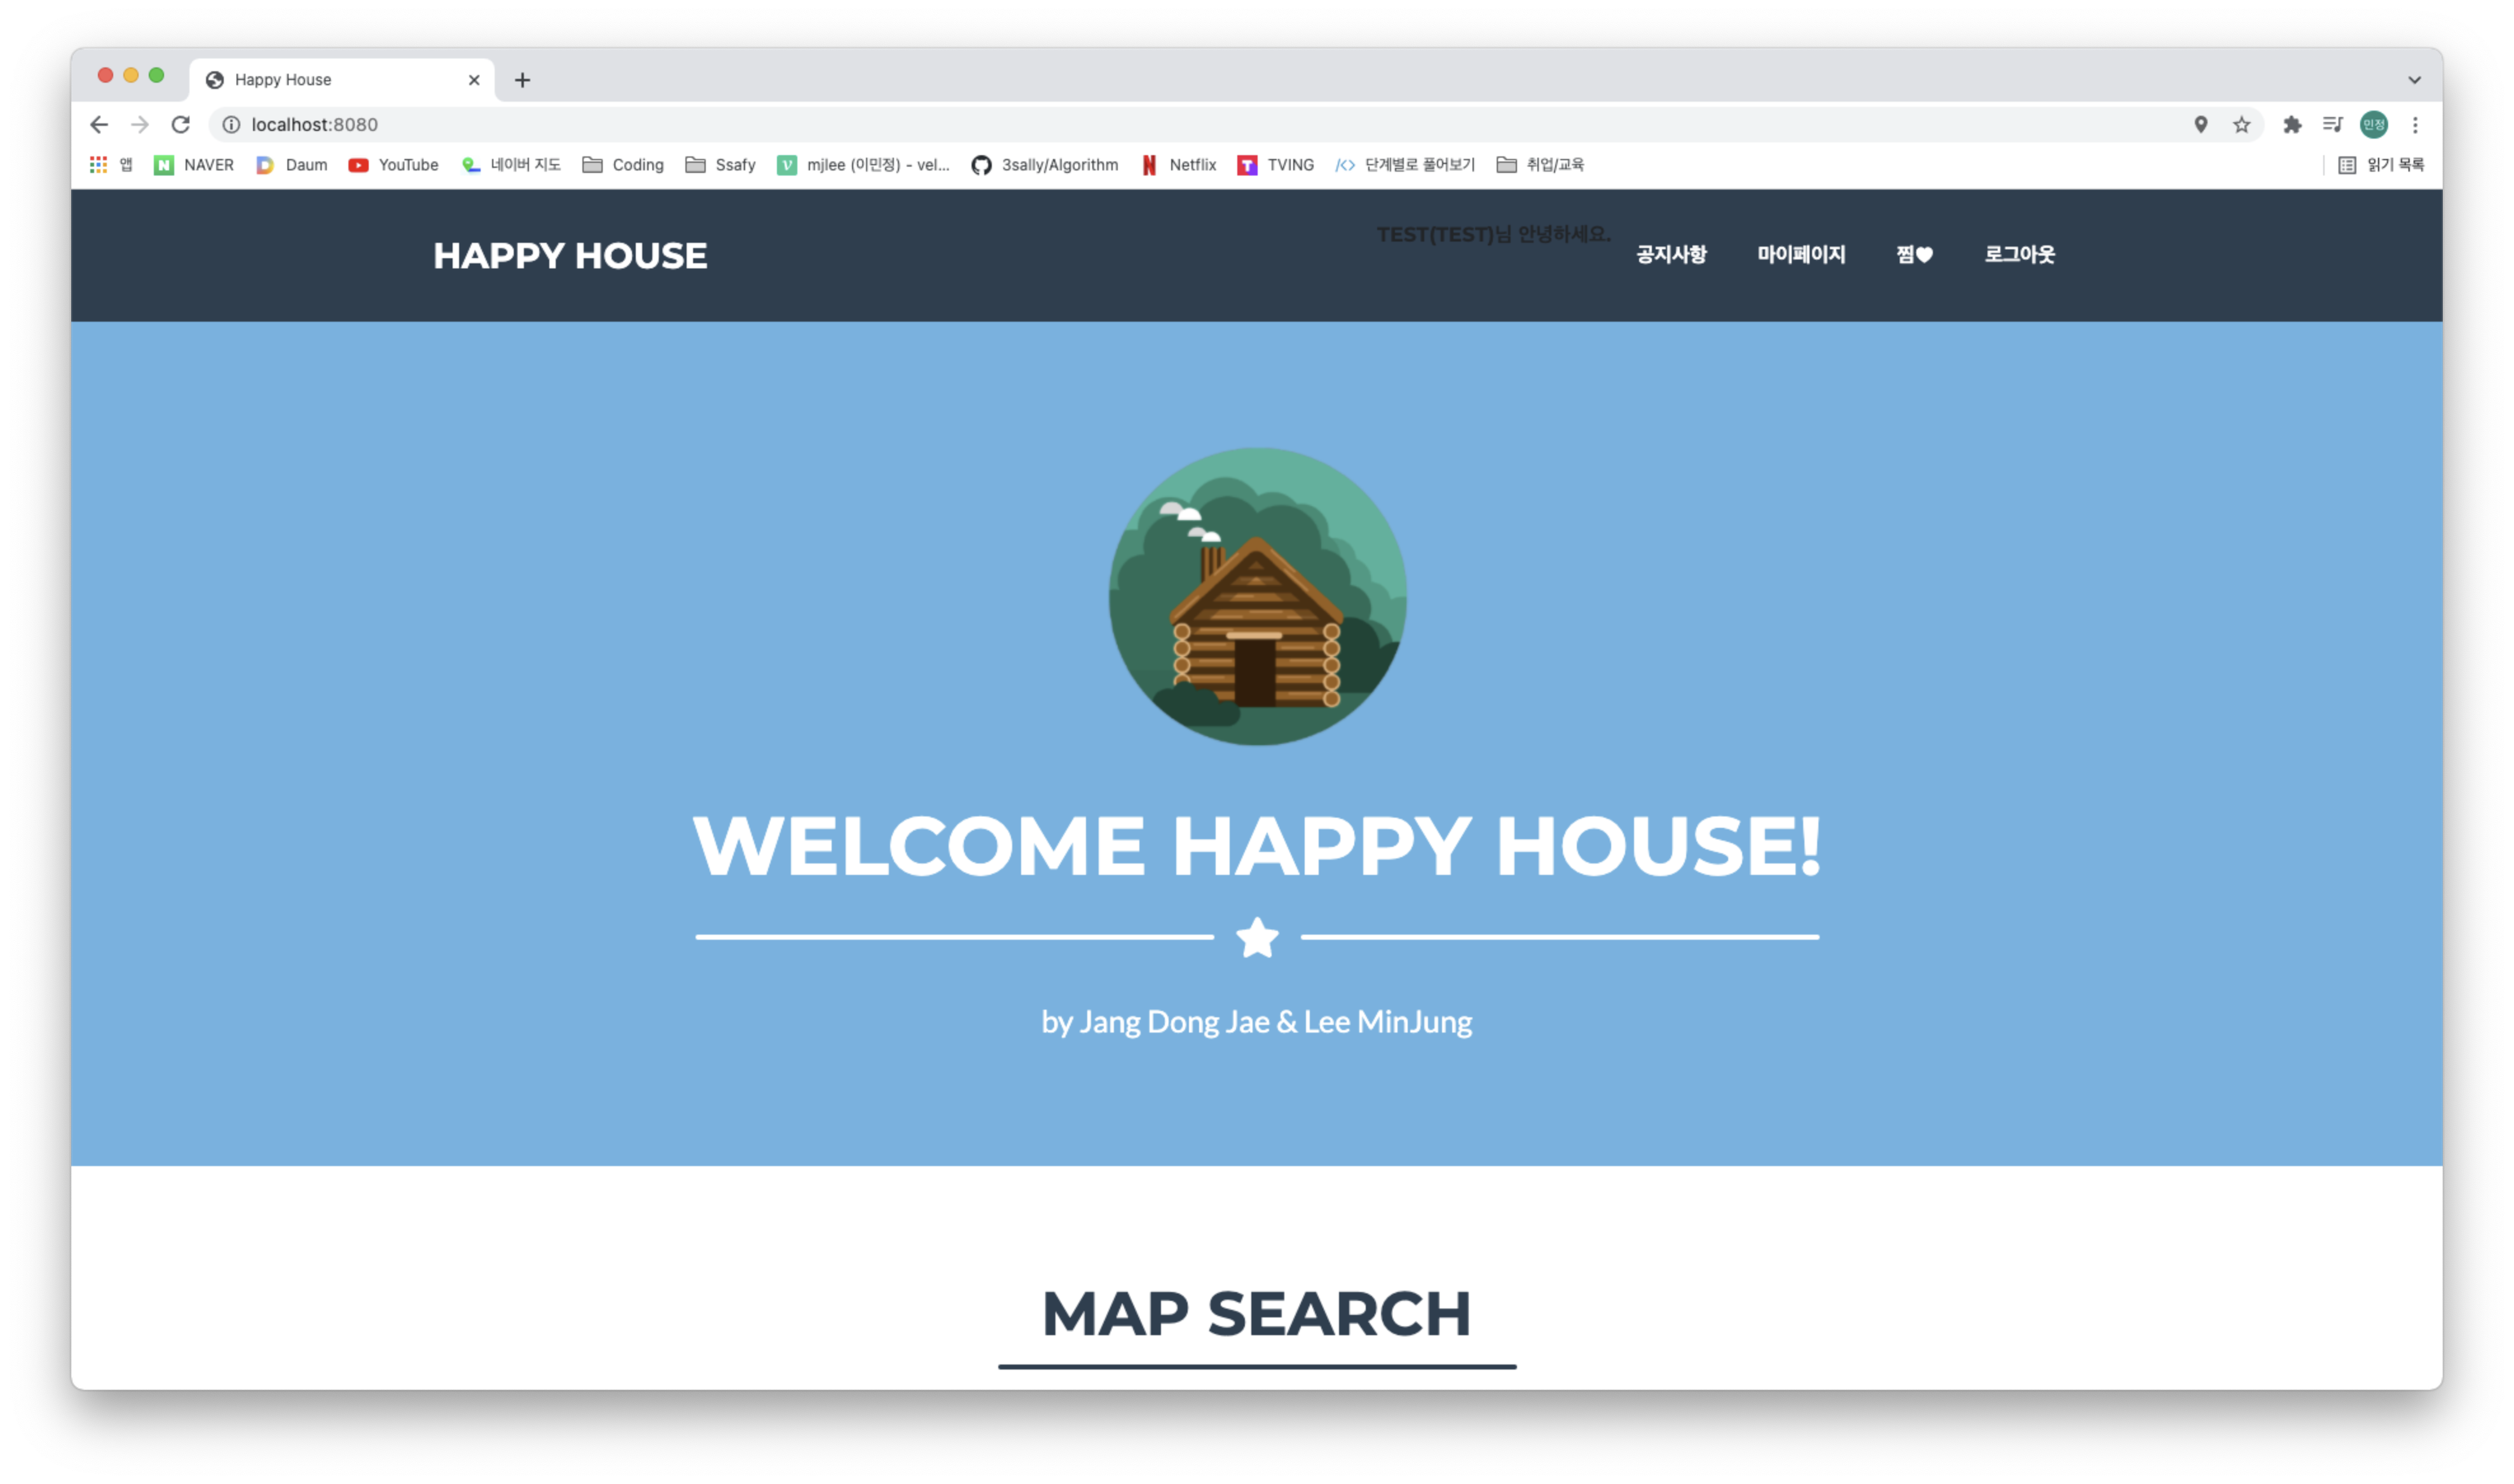 Happy House
localhost:8080
인정
앱 NAVER Daum YouTube 네이버 지도 Coding Ssafy mjlee (이민정) - vel... 3sally/Algorithm Netflix TVING 단계별로 풀어보기 취업/교육 읽기 목록
TEST(TEST)님 안녕하세요.
HAPPY HOUSE 공지사항 마이페이지 찜♥ 로그아웃
WELCOME HAPPY HOUSE!
by Jang Dong Jae & Lee MinJung
MAP SEARCH